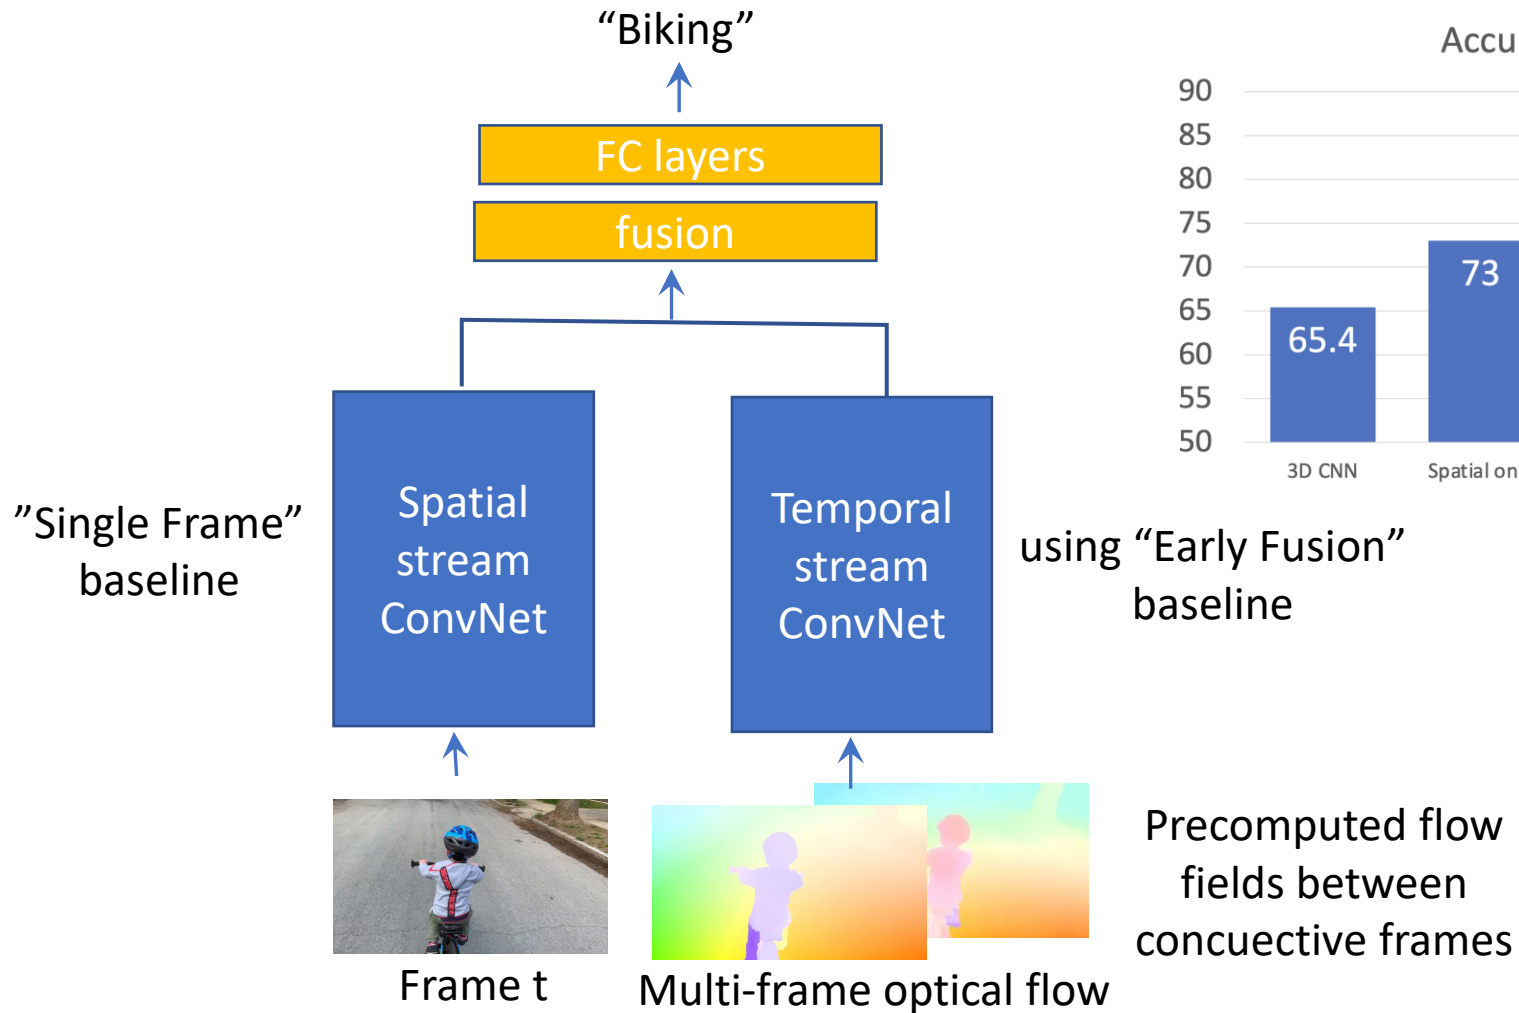 “Biking”
FC layers
fusion
Spatial
stream
ConvNet
Temporal
stream
ConvNet
”Single Frame”
baseline
using “Early Fusion”
baseline
Frame t
Multi-frame optical flow
Precomputed flow
fields between
concuective frames
Accu
90
85
80
75
70
65
60
55
50
65.4
73
3D CNN
Spatial on